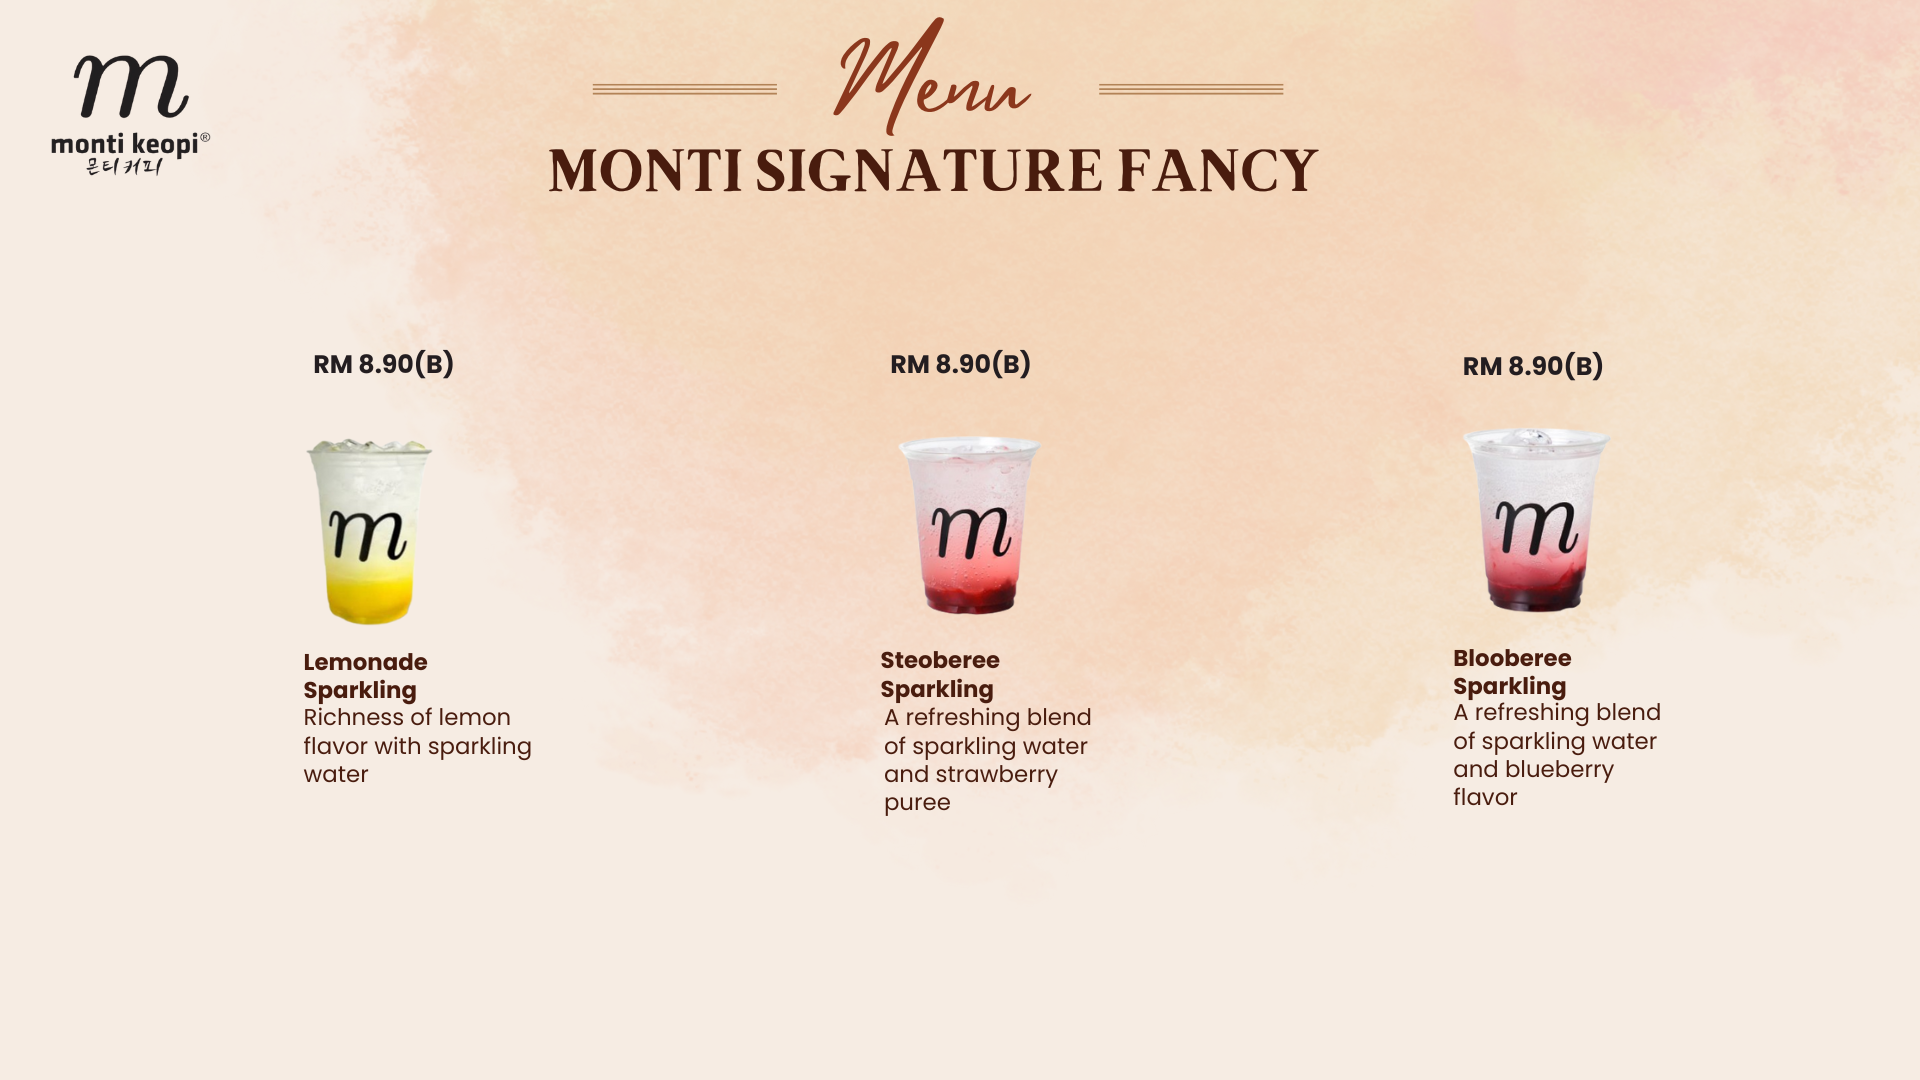 m
monti keopi®
몬티 커피
Menu
MONTI SIGNATURE FANCY
RM 8.90(B)
m
Lemonade
Sparkling
Richness of lemon
flavor with sparkling
water
RM 8.90(B)
m
Steoberee
Sparkling
A refreshing blend
of sparkling water
and strawberry
puree
RM 8.90(B)
m
Blooberee
Sparkling
A refreshing blend
of sparkling water
and blueberry
flavor